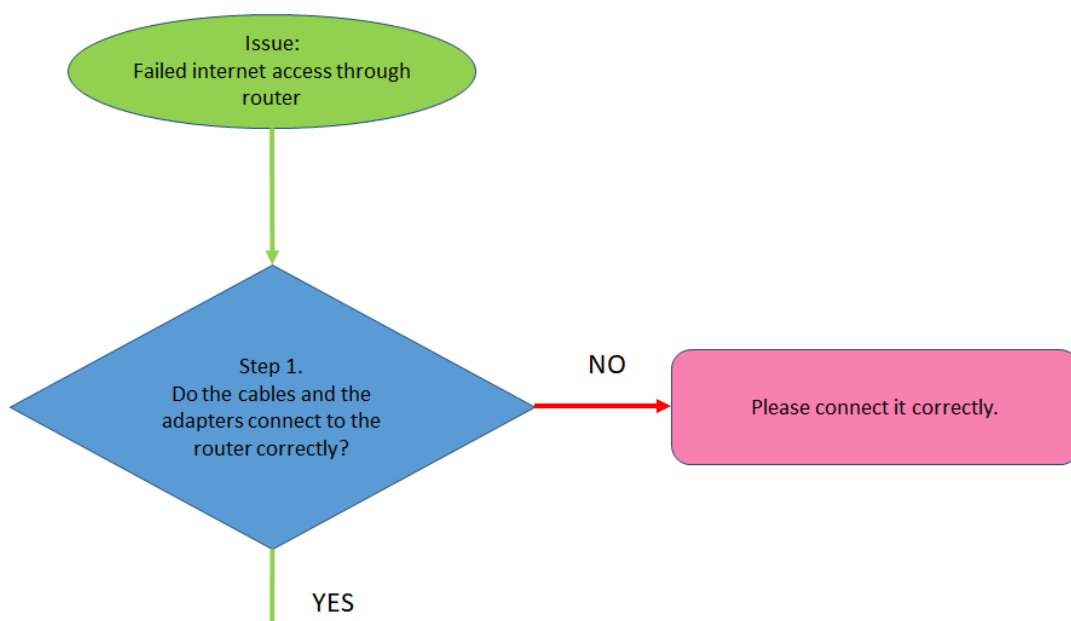 Issue:
Failed internet access through
router
Step 1.
Do the cables and the
adapters connect to the
router correctly?
NO
Please connect it correctly.
YES